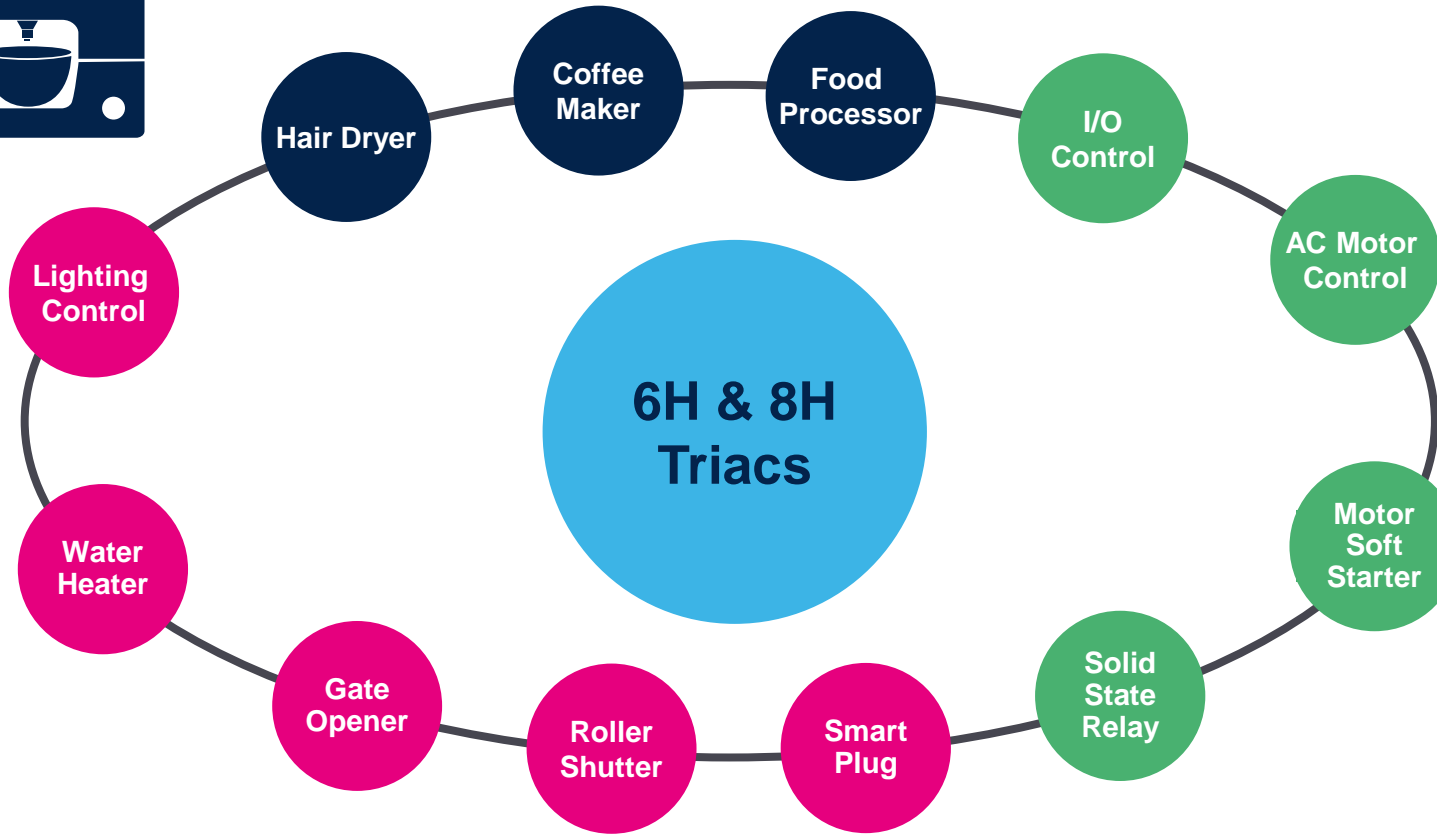 Coffee
Maker
Food
Processor
Hair Dryer
I/O
Control
AC Motor
Control
Lighting
Control
6H & 8H
Triacs
Motor
Soft
Starter
Water
Heater
Solid
State
Relay
Gate
Opener
Roller
Shutter
Smart
Plug